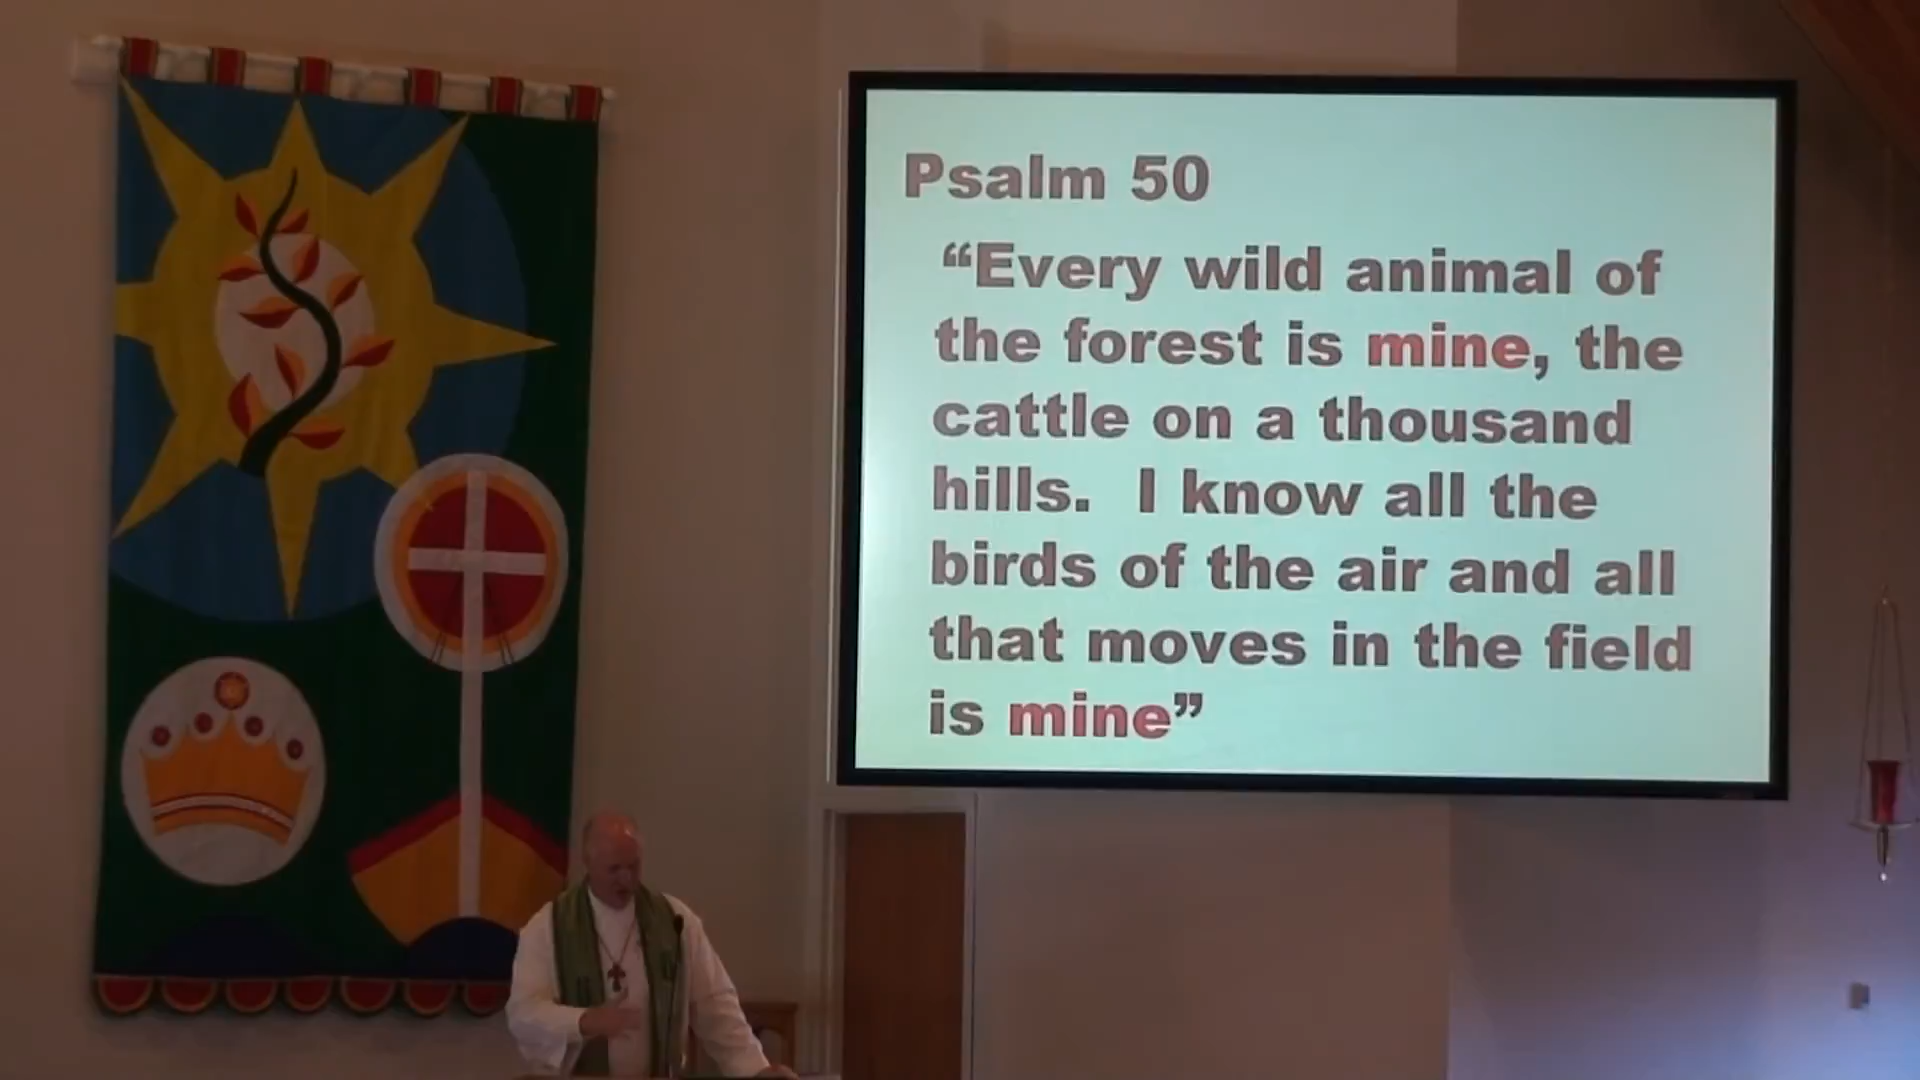 Psalm 50
“Every wild animal of
the forest is mine, the
cattle on a thousand
hills.  I know all the
birds of the air and all
that moves in the field
is mine”